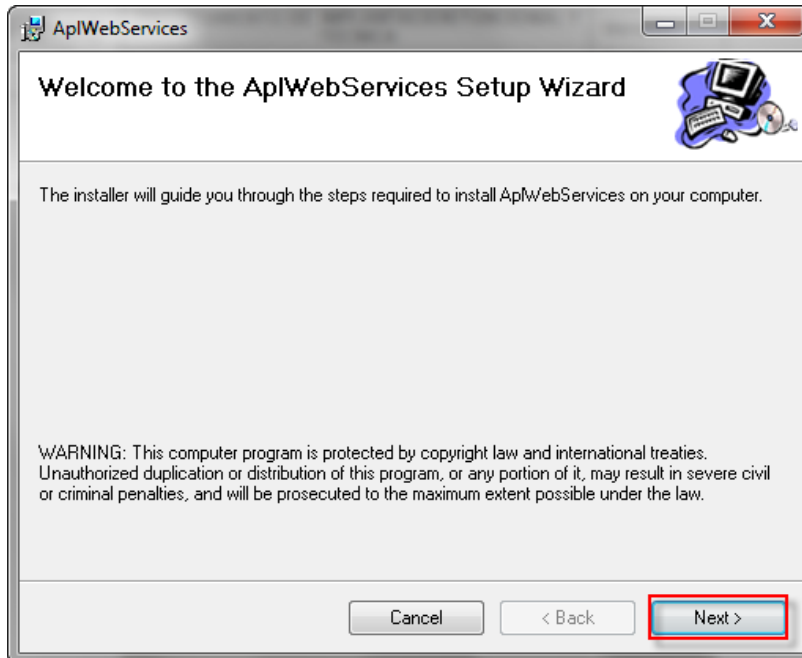 AplWebServices
Welcome to the AplWebServices Setup Wizard
The installer will guide you through the steps required to install AplWebServices on your computer.
WARNING: This computer program is protected by copyright law and international treaties.
Unauthorized duplication or distribution of this program, or any portion of it, may result in severe civil
or criminal penalties, and will be prosecuted to the maximum extent possible under the law.
Cancel
< Back
Next >